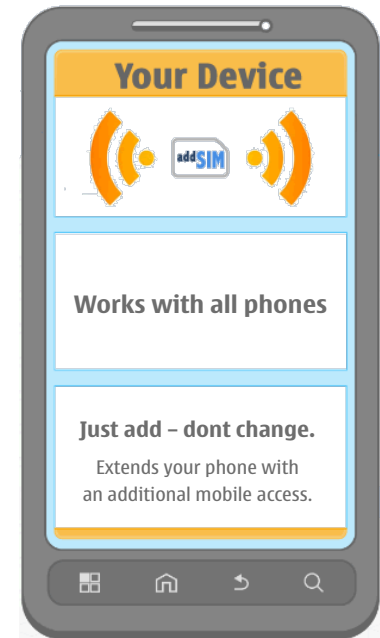 Your Device
addSIM
Works with all phones
Just add – dont change.
Extends your phone with
an additional mobile access.